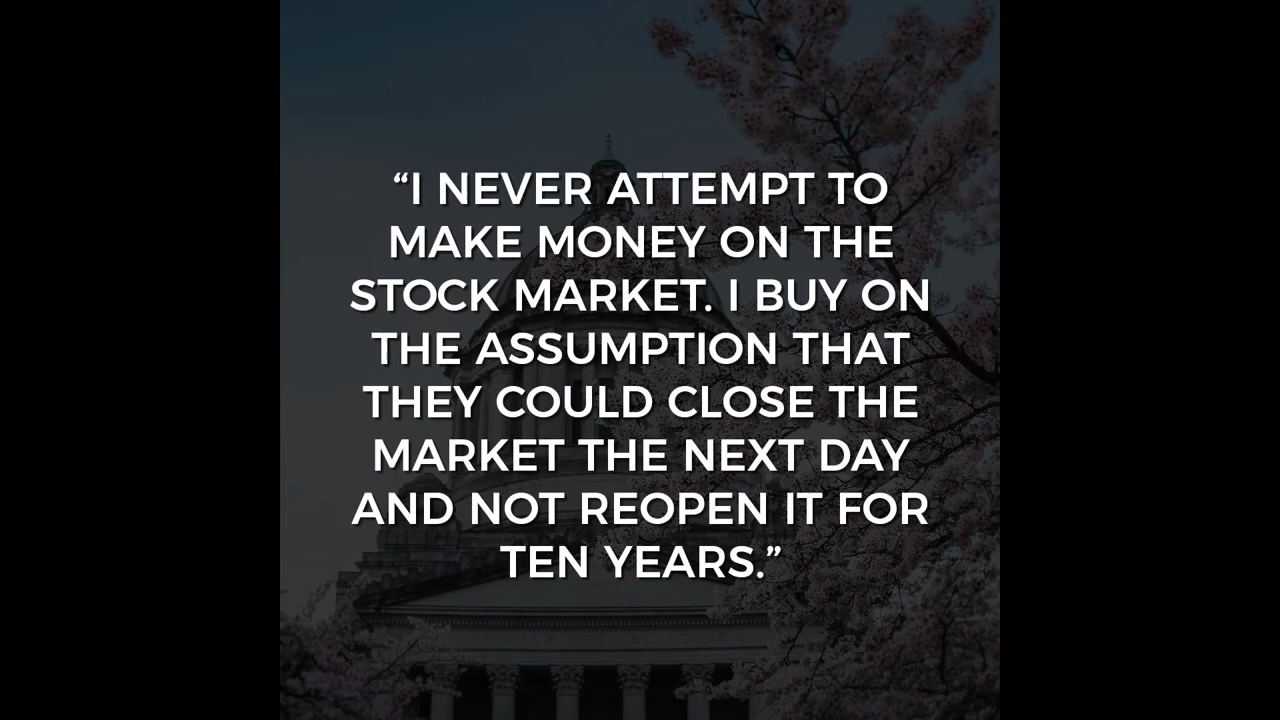 “I NEVER ATTEMPT TO
MAKE MONEY ON THE
STOCK MARKET. I BUY ON
THE ASSUMPTION THAT
THEY COULD CLOSE THE
MARKET THE NEXT DAY
AND NOT REOPEN IT FOR
TEN YEARS.”